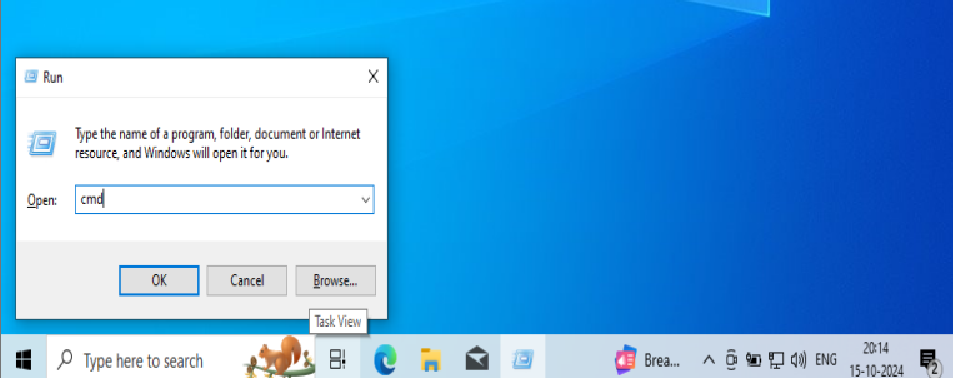 Run
Type the name of a program, folder, document or Internet
resource, and Windows will open it for you.
Open:
cmd
OK
Cancel
Browse...
Task View
Type here to search
Brea...
ENG
20:14
15-10-2024
2